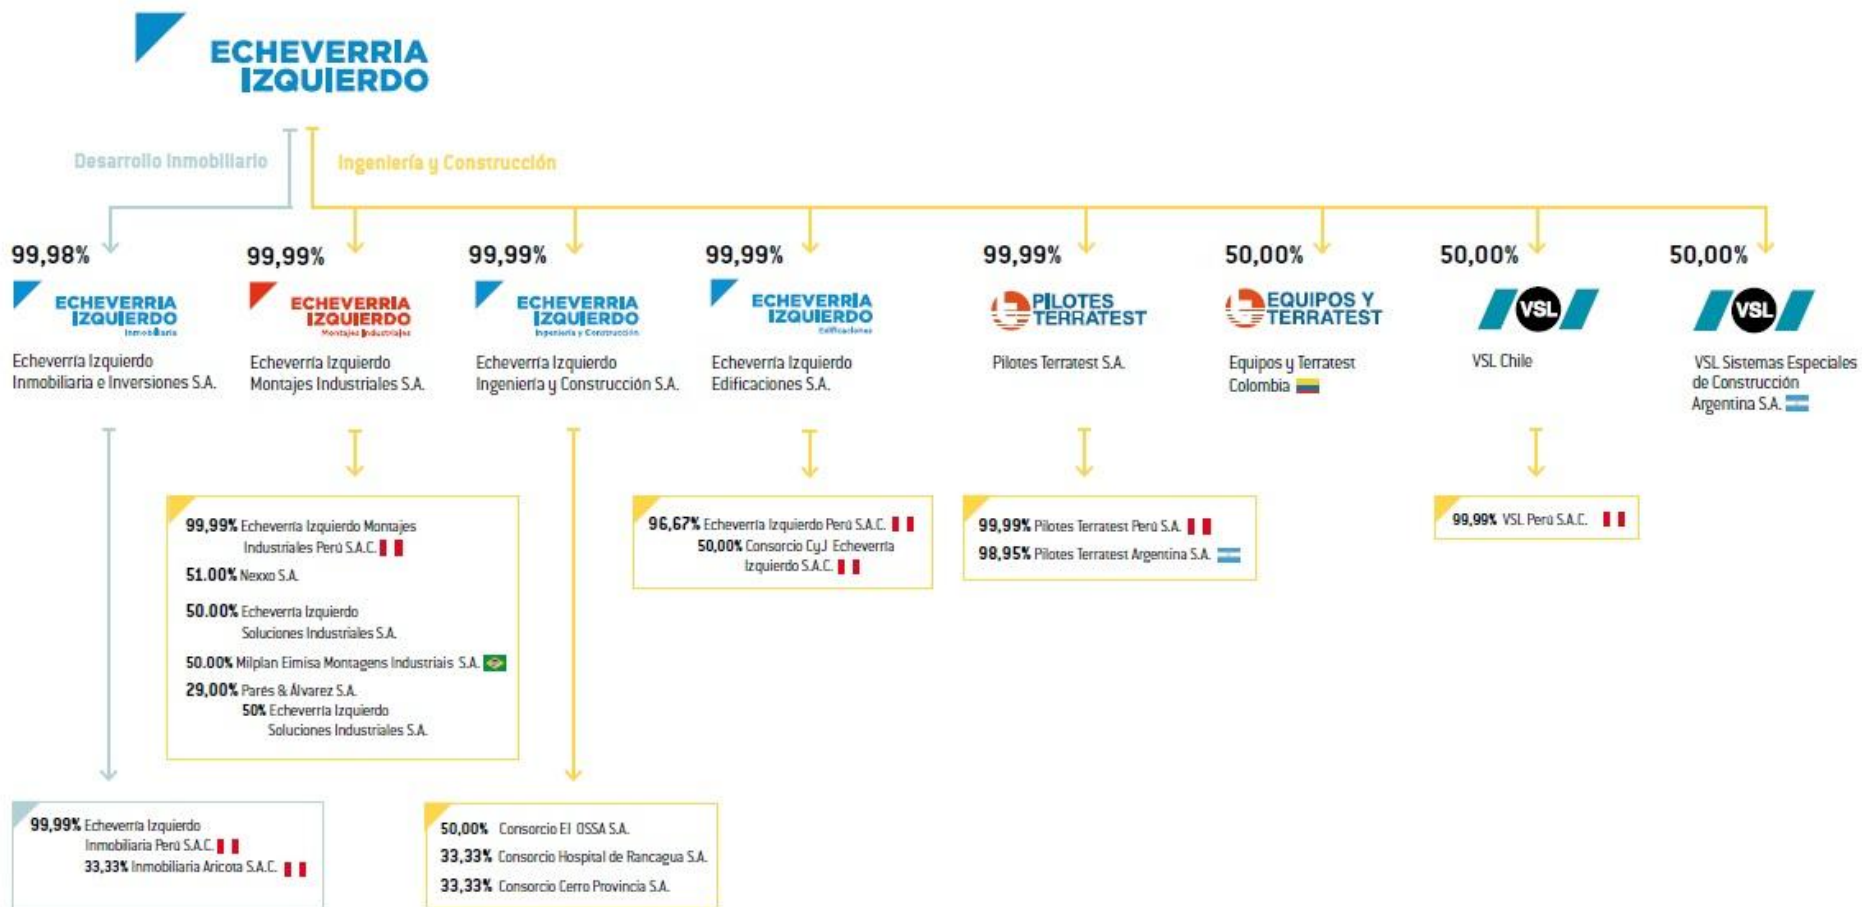 ECHEVERRIA
IZQUIERDO
Desarrollo Inmobiliario
Ingeniería y Construcción
99,98%
ECHEVERRIA
IZQUIERDO
Inmobiliaria
Echeverría Izquierdo
Inmobiliaria e Inversiones S.A.
99,99%
ECHEVERRIA
IZQUIERDO
Montajes Industriales
Echeverría Izquierdo
Montajes Industriales S.A.
99,99%
ECHEVERRIA
IZQUIERDO
Ingeniería y Construcción
Echeverría Izquierdo
Ingeniería y Construcción S.A.
99,99%
ECHEVERRIA
IZQUIERDO
Edificaciones
Echeverría Izquierdo
Edificaciones S.A.
99,99%
PILOTES
TERRATEST
Pilotes Terratest S.A.
50,00%
EQUIPOS Y
TERRATEST
Equipos y Terratest
Colombia
50,00%
VSL
VSL Chile
50,00%
VSL
VSL Sistemas Especiales
de Construcción
Argentina S.A.
99,99% Echeverría Izquierdo Montajes
Industriales Perú S.A.C.
51.00% Nexxo S.A.
50.00% Echeverría Izquierdo
Soluciones Industriales S.A.
50.00% Milplan Eimisa Montagens Industriais S.A.
29,00% Parés & Álvarez S.A.
50% Echeverría Izquierdo
Soluciones Industriales S.A.
96,67% Echeverría Izquierdo Perú S.A.C.
50,00% Consorcio CyJ Echeverría
Izquierdo S.A.C.
99,99% Pilotes Terratest Perú S.A.
98,95% Pilotes Terratest Argentina S.A.
99,99% VSL Perú S.A.C.
99,99% Echeverría Izquierdo
Inmobiliaria Perú S.A.C.
33,33% Inmobiliaria Aricota S.A.C.
50,00% Consorcio EI OSSA S.A.
33,33% Consorcio Hospital de Rancagua S.A.
33,33% Consorcio Cerro Provincia S.A.